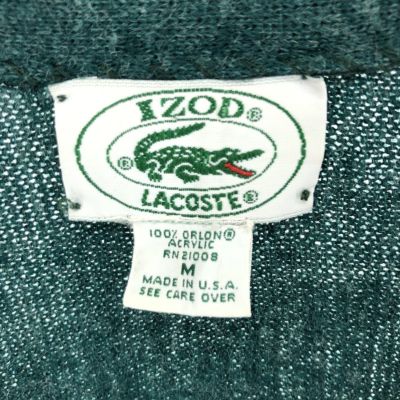 IZOD®
®
LACOSTE®
100% ORLON®
ACRYLIC
RN21008
M
MADE IN U.S.A.
SEE CARE OVER